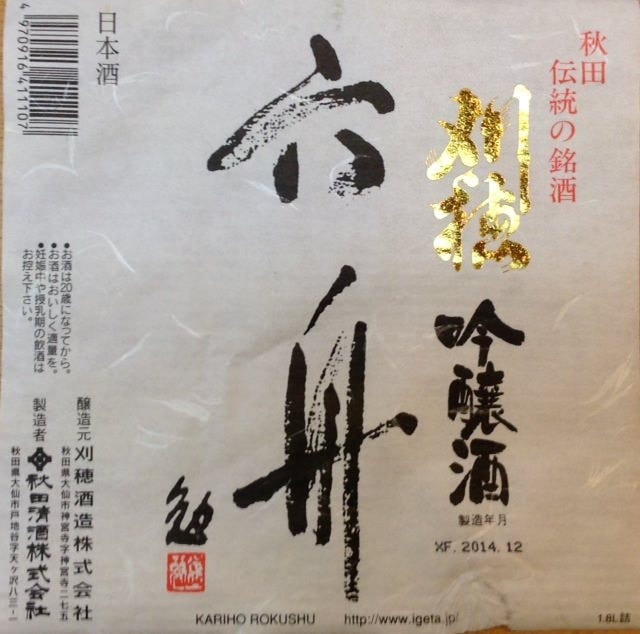 秋田
伝統の銘酒
刈穂
吟醸酒
製造年月
XF. 2014. 12
六舟
勉
日本酒
4 970916 411107
●お酒は20歳になってから。
●お酒はおいしく適量を。
●妊娠中や授乳期の飲酒は
お控え下さい。
醸造元 刈穂酒造株式会社
秋田県大仙市神宮寺字神宮寺二七五
製造者 秋田清酒株式会社
秋田県大仙市戸地谷字天ケ沢八三-一
KARIHO ROKUSHU
http://www.igeta.jp/
1.8L詰